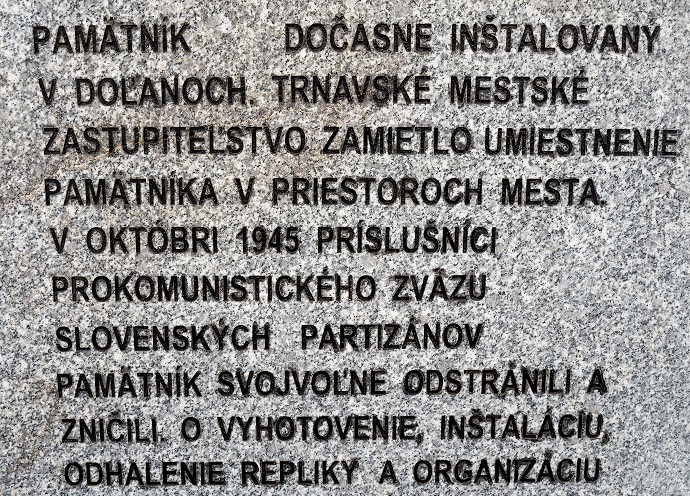 PAMÄTNÍK DOČASNE INŠTALOVANY
V DOĽANOCH. TRNAVSKÉ MESTSKÉ
ZASTUPITEĽSTVO ZAMIETLO UMIESTNENIE
PAMÄTNÍKA V PRIESTOROCH MESTA.
V OKTÓBRI 1945 PRÍSLUŠNÍCI
PROKOMUNISTICKÉHO ZVÄZU
SLOVENSKÝCH PARTIZÁNOV
PAMÄTNÍK SVOJVOĽNE ODSTRÁNILI A
ZNIČILI. O VYHOTOVENIE, INŠTALÁCIU,
ODHALENIE REPLIKY A ORGANIZÁCIU